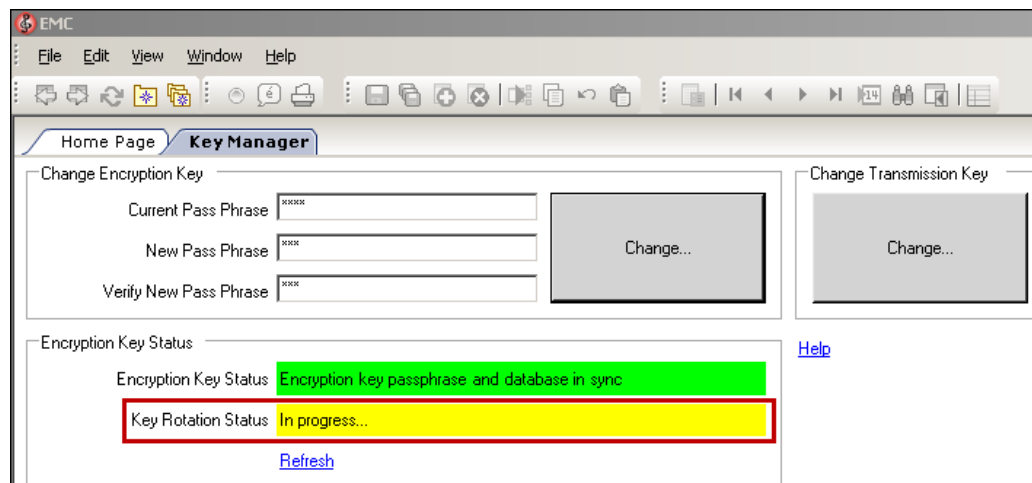 EMC
File Edit View Window Help
Home Page Key Manager
Change Encryption Key
Current Pass Phrase ****
New Pass Phrase ***
Verify New Pass Phrase ***
Change...
Change Transmission Key
Change...
Encryption Key Status
Encryption Key Status Encryption key passphrase and database in sync
Key Rotation Status In progress...
Refresh
Help